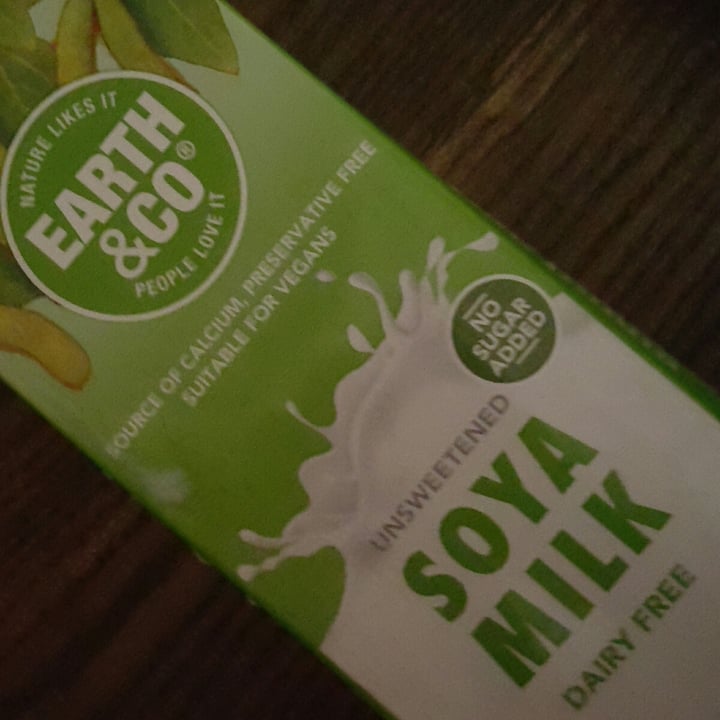 NATURE LIKES IT
EARTH
&CO®
PEOPLE LOVE IT
SOURCE OF CALCIUM, PRESERVATIVE FREE
SUITABLE FOR VEGANS
NO
SUGAR
ADDED
UNSWEETENED
SOYA
MILK
DAIRY FREE